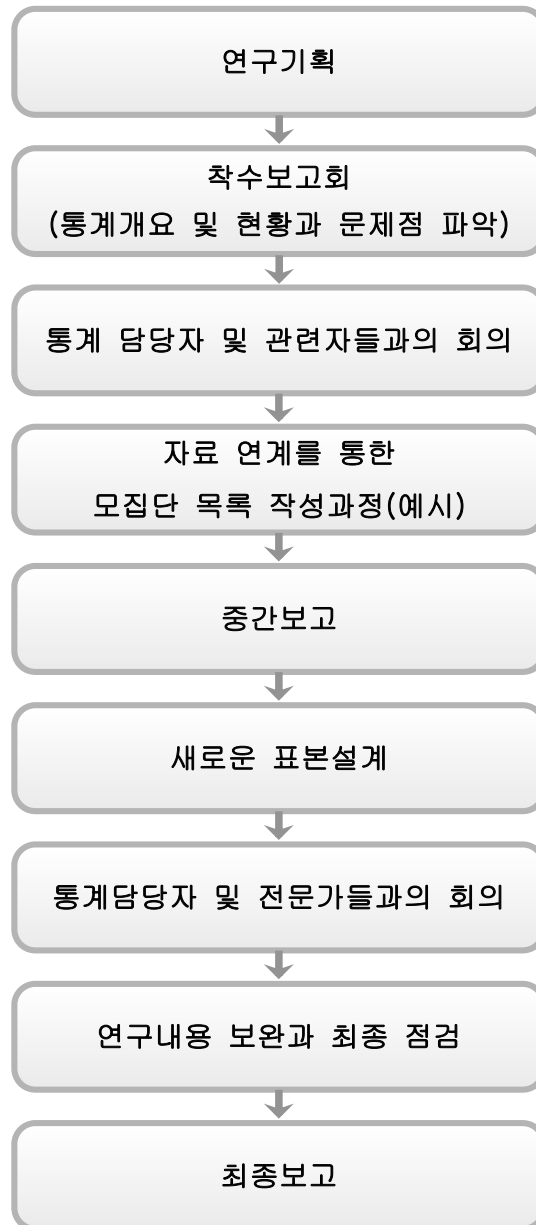 연구기획
착수보고회
(통계개요 및 현황과 문제점 파악)
통계 담당자 및 관련자들과의 회의
자료 연계를 통한
모집단 목록 작성과정(예시)
중간보고
새로운 표본설계
통계담당자 및 전문가들과의 회의
연구내용 보완과 최종 점검
최종보고